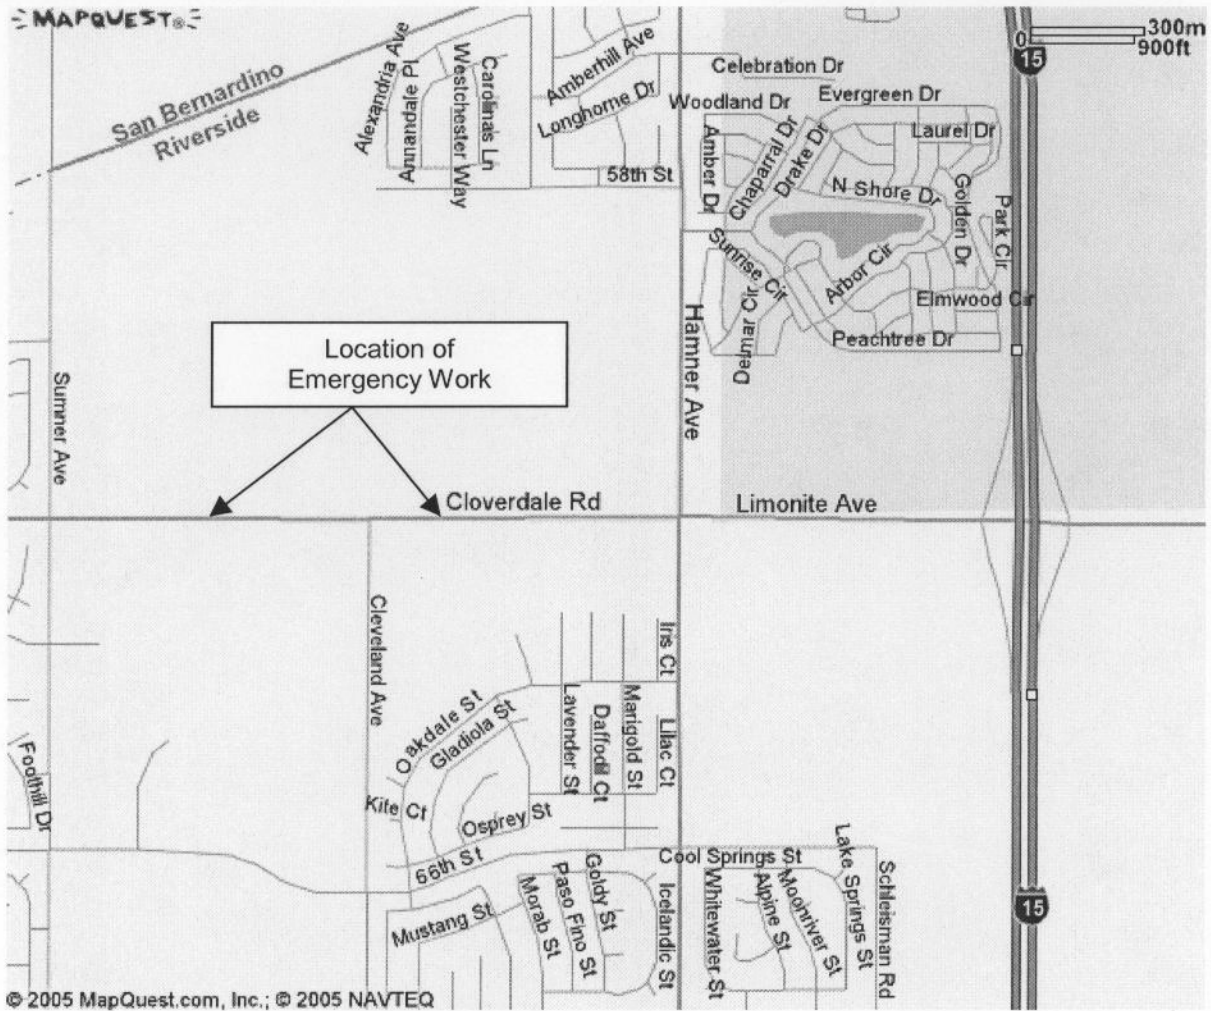 MAPQUEST®
0
300m
900ft
15
San Bernardino
Riverside
Alexandria Ave
Annandale Pl
Westchester Way
Carolinas Ln
Amberhill Ave
Longhorne Dr
58th St
Celebration Dr
Woodland Dr
Evergreen Dr
Laurel Dr
Amber Dr
Chaparral Dr
Drake Dr
N Shore Dr
Golden Dr
Park Cir
Sunrise Cir
Arbor Cir
Elmwood Cir
Delmar Cir
Peachtree Dr
Hamner Ave
Sumner Ave
Location of
Emergency Work
Cloverdale Rd
Limonite Ave
Cleveland Ave
Iris Ct
Oakdale St
Gladiola St
Lavender St
Daffodil Ct
Marigold St
Lilac Ct
Foothill Dr
Kite Ct
Osprey St
66th St
Cool Springs St
Lake Springs St
Schleisman Rd
Mustang St
Morab St
Paso Fino St
Goldy St
Icelandic St
Whitewater St
Alpine St
Moonriver St
15
© 2005 MapQuest.com, Inc.; © 2005 NAVTEQ